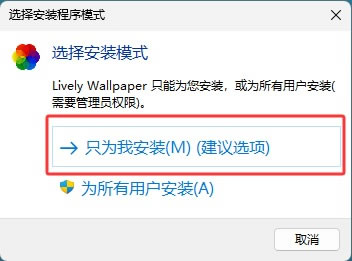 选择安装程序模式
选择安装模式
Lively Wallpaper 只能为您安装，或为所有用户安装(
需要管理员权限)。
只为我安装(M) (建议选项)
为所有用户安装(A)
取消